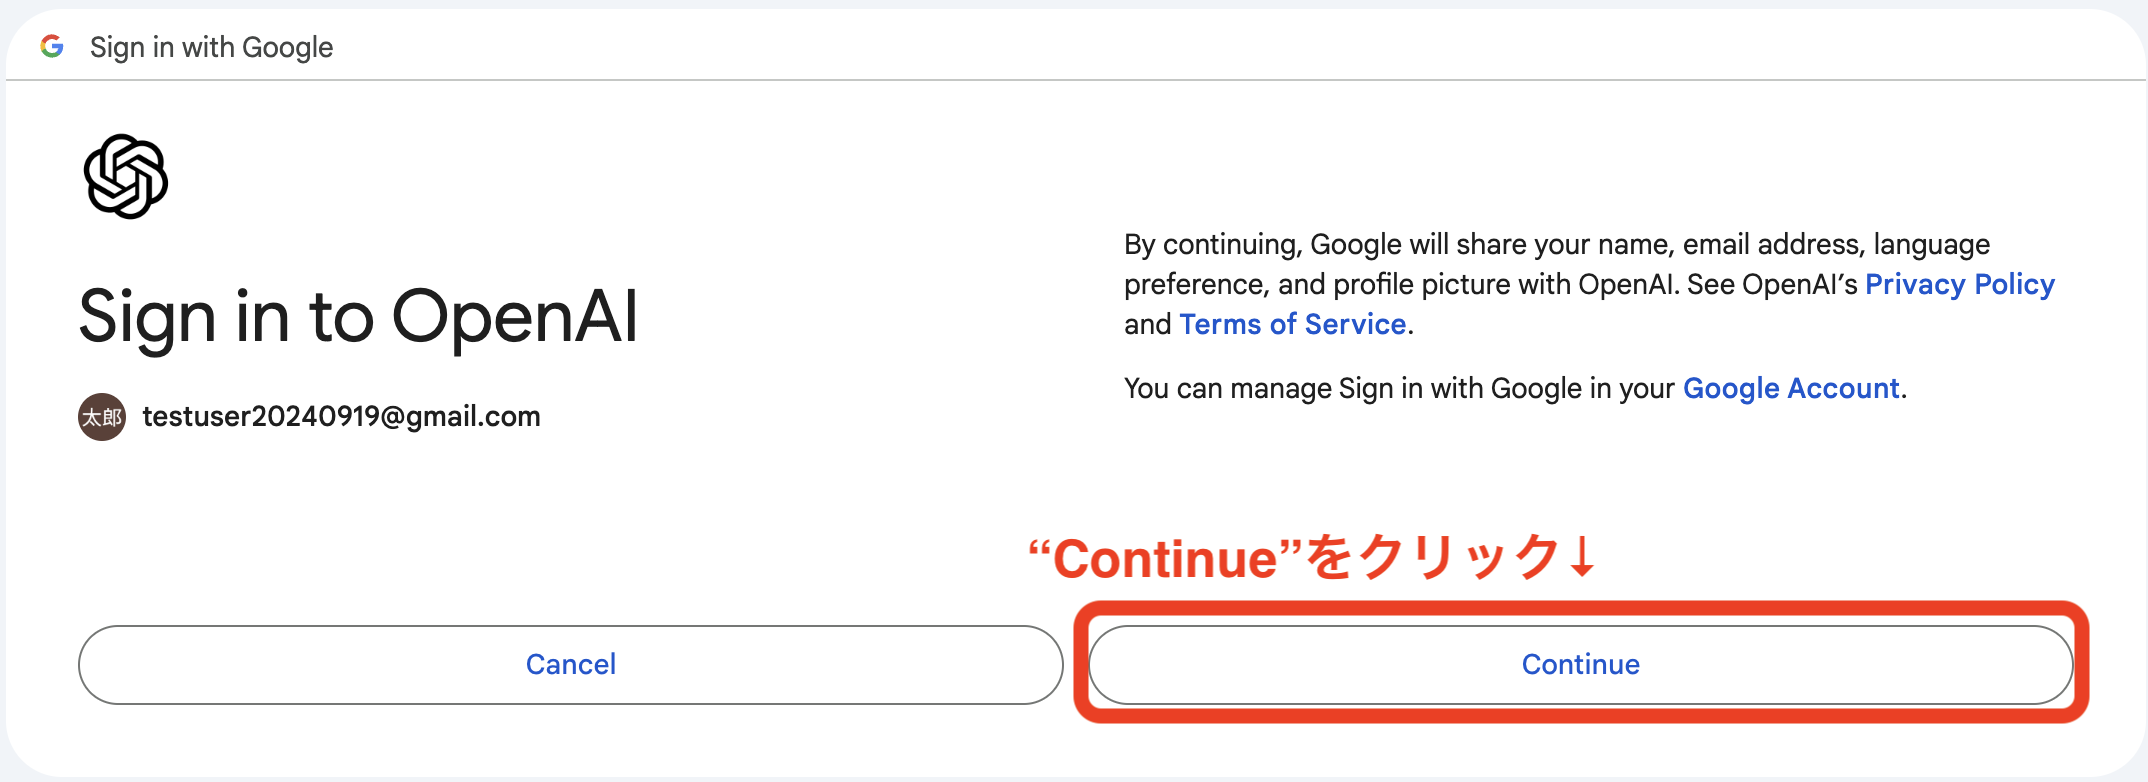 Sign in with Google
Sign in to OpenAI
太郎 testuser20240919@gmail.com
By continuing, Google will share your name, email address, language
preference, and profile picture with OpenAI. See OpenAI’s Privacy Policy
and Terms of Service.
You can manage Sign in with Google in your Google Account.
“Continue”をクリック↓
Cancel
Continue